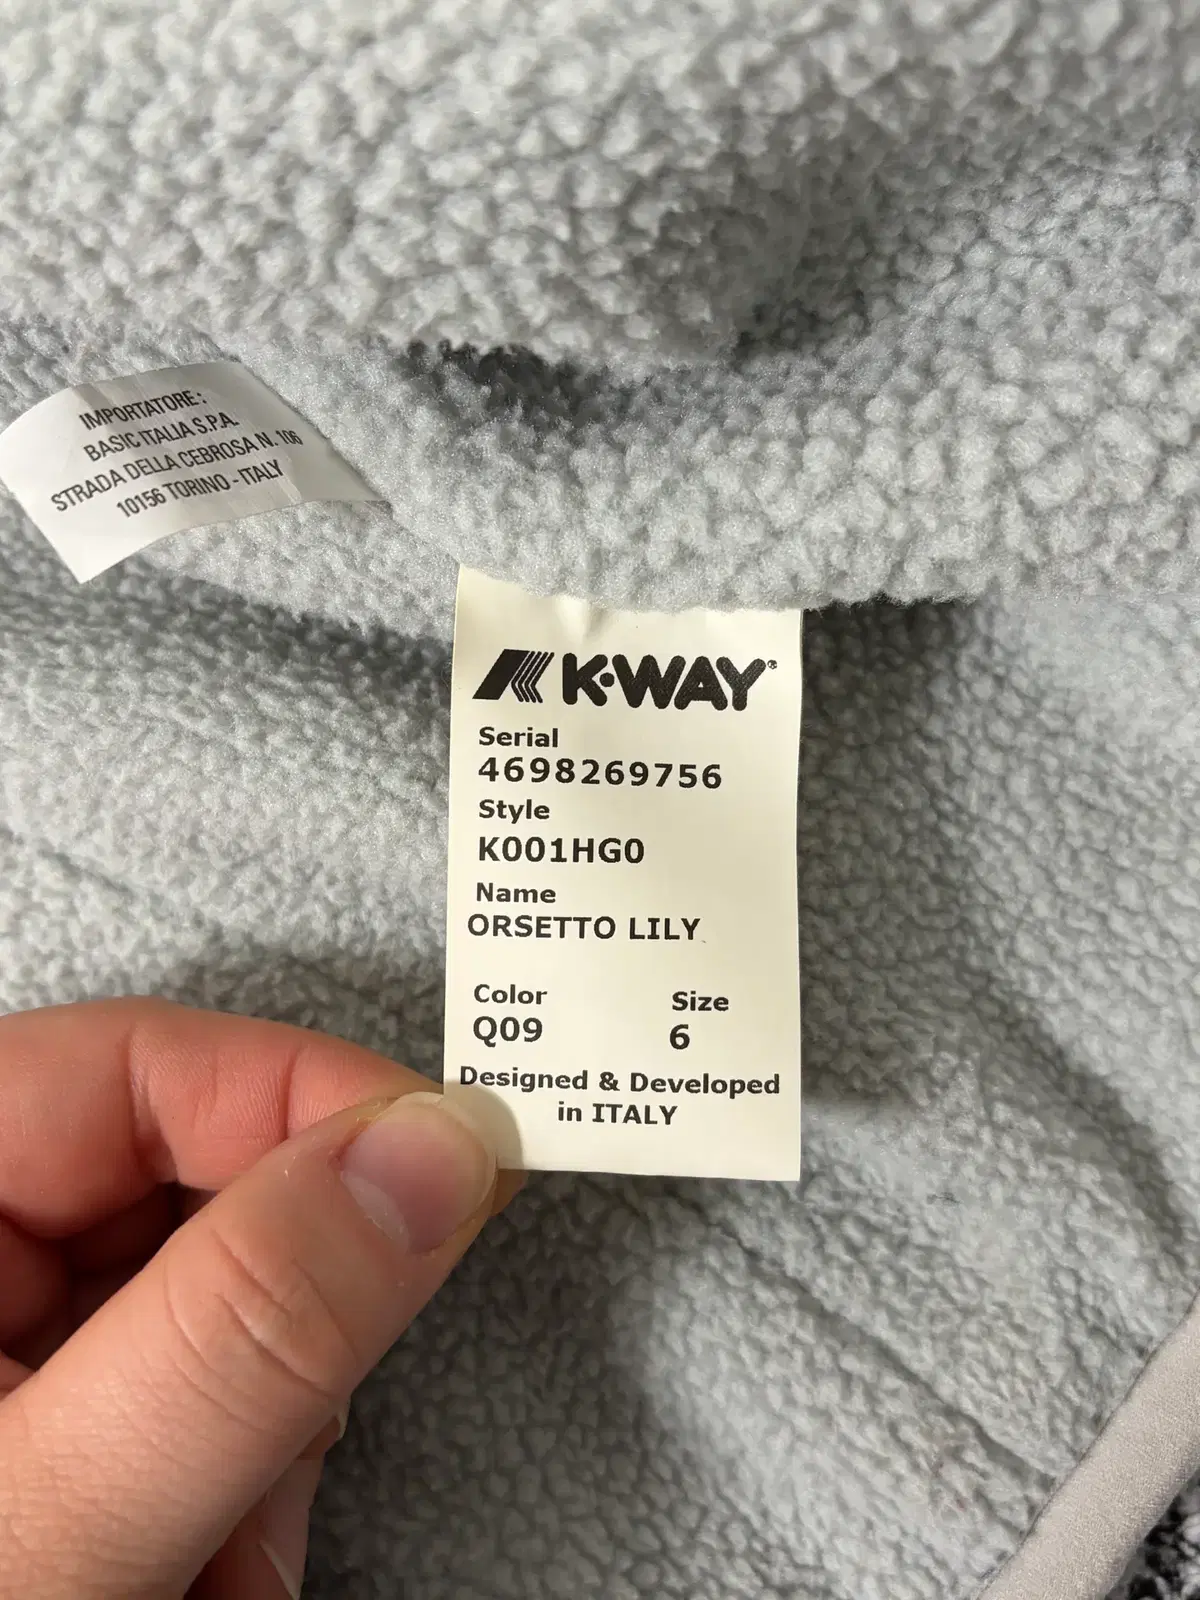 IMPORTATORE:
BASIC ITALIA S.P.A.
STRADA DELLA CEBROSA N. 106
10156 TORINO - ITALY
K-WAY®
Serial
4698269756
Style
K001HG0
Name
ORSETTO LILY
Color Size
Q09 6
Designed & Developed
in ITALY